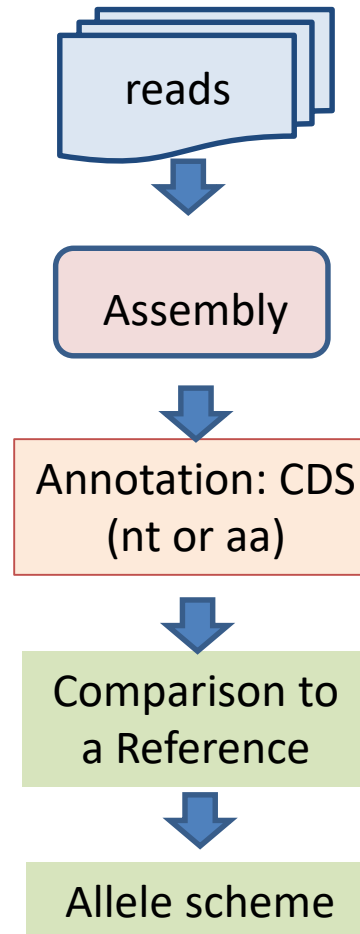 reads
Assembly
Annotation: CDS
(nt or aa)
Comparison to
a Reference
Allele scheme